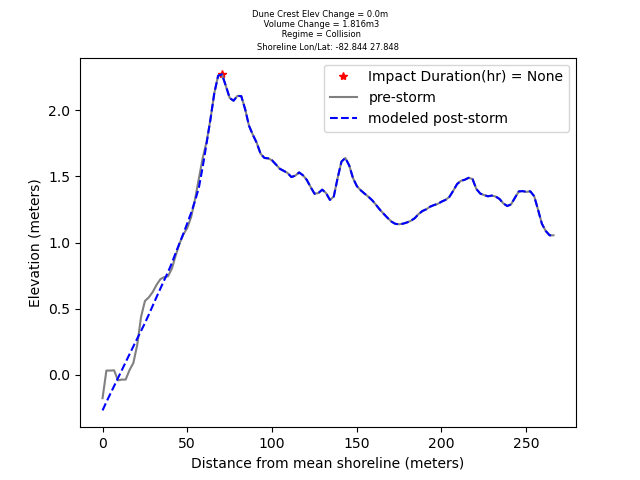 Dune Crest Elev Change = 0.0m
Volume Change = 1.816m3
Regime = Collision
Shoreline Lon/Lat: -82.844 27.848
Impact Duration(hr) = None
pre-storm
modeled post-storm
2.0
1.5
1.0
0.5
0.0
Elevation (meters)
0 50 100 150 200 250
Distance from mean shoreline (meters)